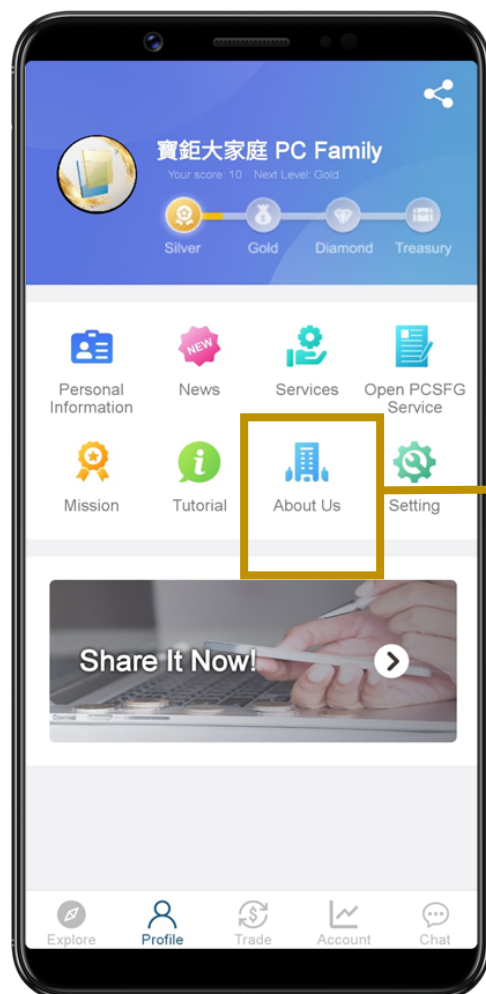 寶鉅大家庭 PC Family
Your score: 10 Next Level: Gold
Silver Gold Diamond Treasury
Personal Information
NEW
News
Services
Open PCSFG Service
Mission
i
Tutorial
About Us
Setting
Share It Now!
Explore Profile Trade Account Chat